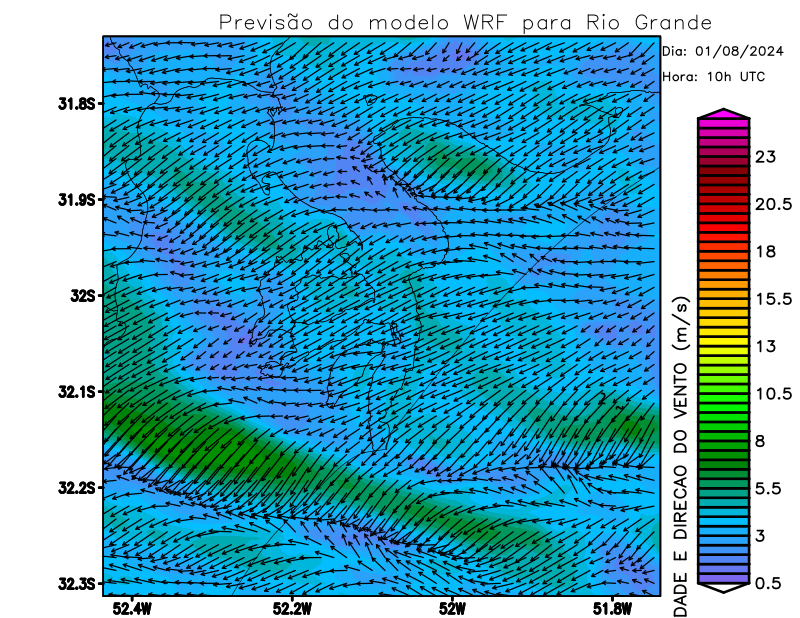 Previsão do modelo WRF para Rio Grande
Dia: 01/08/2024
Hora: 10h UTC
31.8S
31.9S
32S
32.1S
32.2S
32.3S
52.4W
52.2W
52W
51.8W
23
20.5
18
15.5
13
10.5
8
5.5
3
0.5
DADE E DIRECAO DO VENTO (m/s)